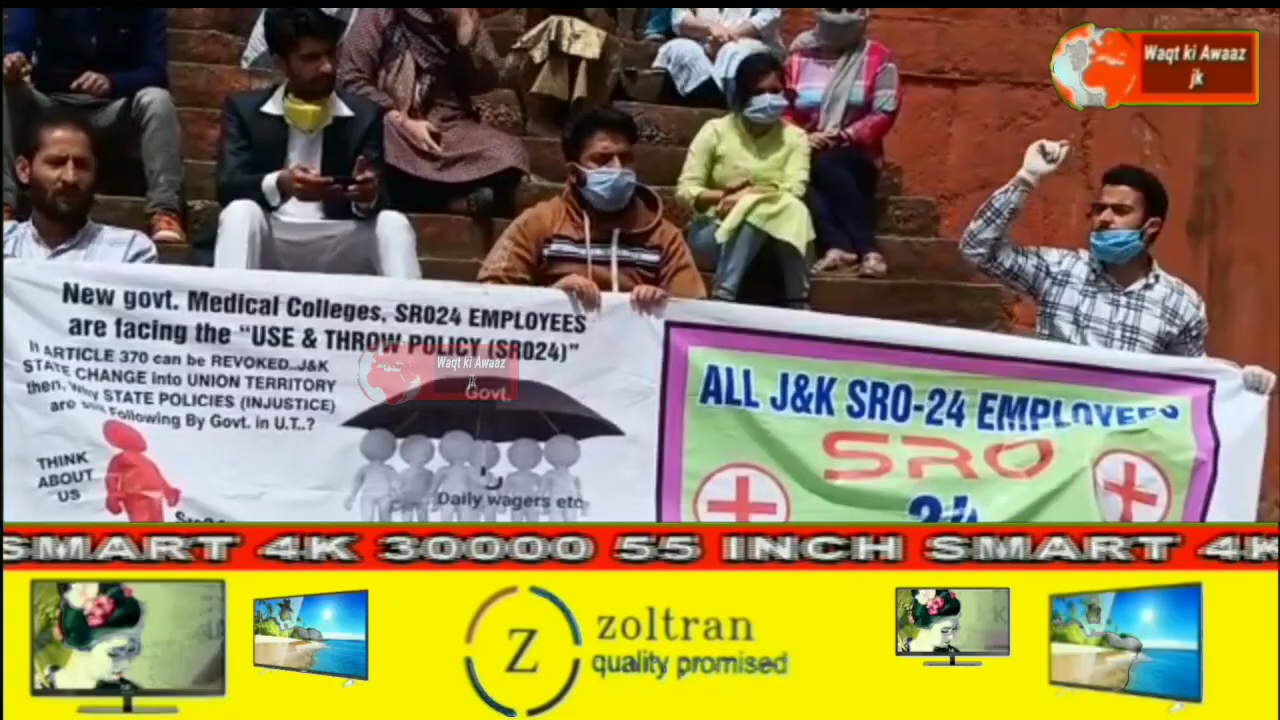 Waqt ki Awaaz
jk
New govt. Medical Colleges, SRO24 EMPLOYEES
are facing the "USE & THROW POLICY (SRO24)"
If ARTICLE 370 can be REVOKED..J&K
STATE CHANGE into UNION TERRITORY
then, why STATE POLICIES (INJUSTICE)
are Following By Govt. in U.T..?
Waqt ki Awaaz
jk
Govt.
THINK
ABOUT
US
Daily wagers etc
ALL J&K SRO-24 EMPLOYEES
SRO
24
SMART 4K 30000 55 INCH SMART 4K
Z
zoltran
quality promised